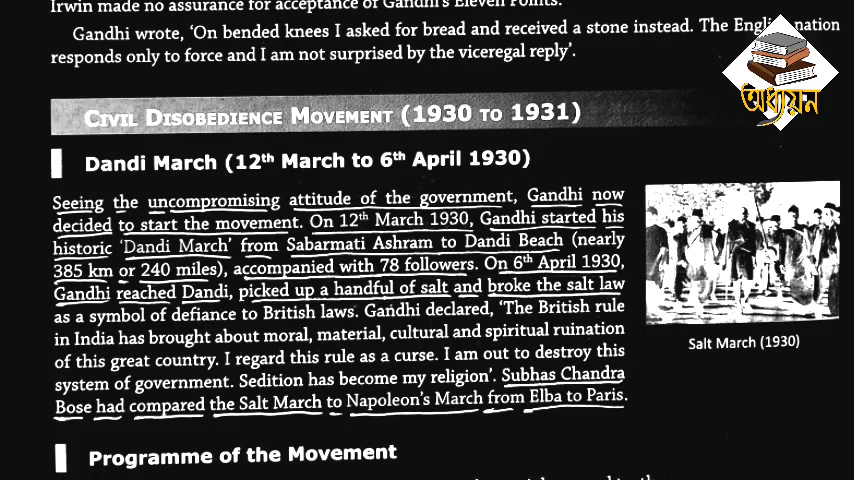 Irwin made no assurance for acceptance of Gandhi's Eleven Points.
Gandhi wrote, 'On bended knees I asked for bread and received a stone instead. The English nation
responds only to force and I am not surprised by the viceregal reply'.
অধ্যয়ন
CIVIL DISOBEDIENCE MOVEMENT (1930 TO 1931)
Dandi March (12th March to 6th April 1930)
Seeing the uncompromising attitude of the government, Gandhi now
decided to start the movement. On 12th March 1930, Gandhi started his
historic 'Dandi March' from Sabarmati Ashram to Dandi Beach (nearly
385 km or 240 miles), accompanied with 78 followers. On 6th April 1930,
Gandhi reached Dandi, picked up a handful of salt and broke the salt law
as a symbol of defiance to British laws. Gandhi declared, 'The British rule
in India has brought about moral, material, cultural and spiritual ruination
of this great country. I regard this rule as a curse. I am out to destroy this
system of government. Sedition has become my religion'. Subhas Chandra
Bose had compared the Salt March to Napoleon's March from Elba to Paris.
Salt March (1930)
Programme of the Movement